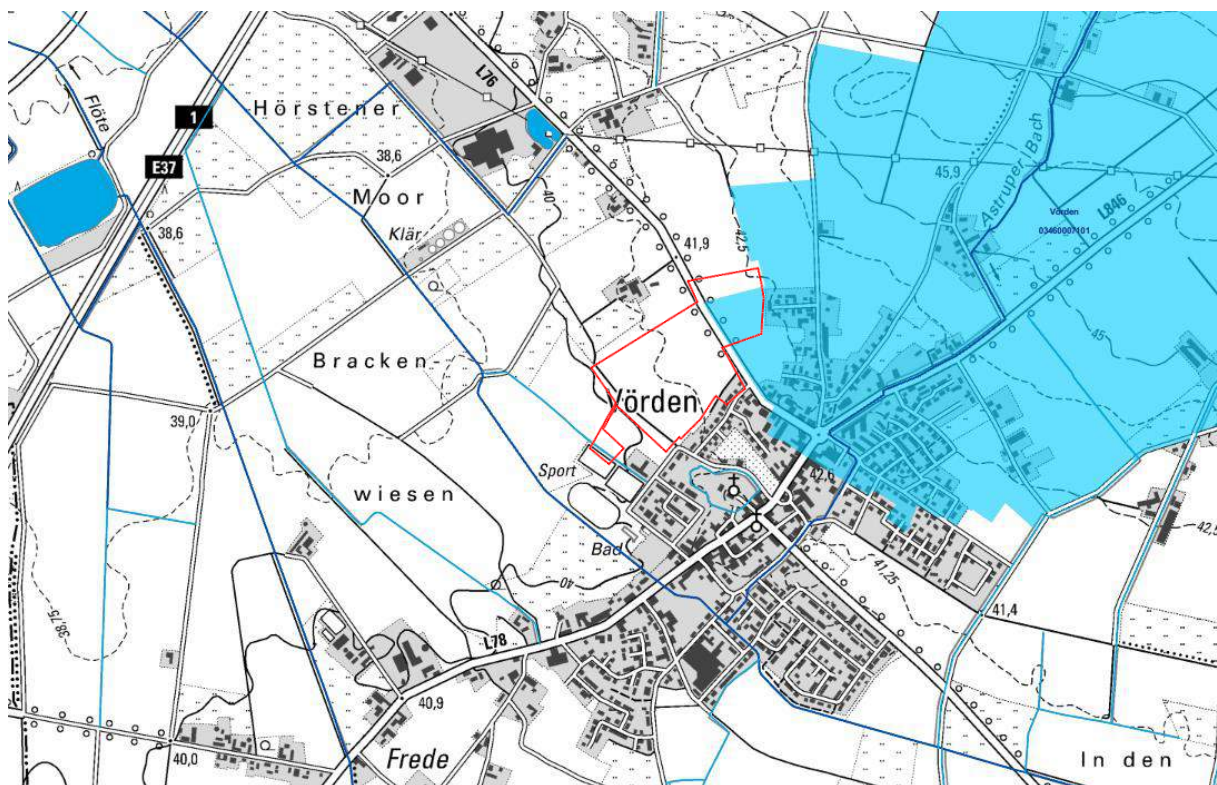 L76
Flöte
1
Hörstener
E37
38,6
Moor
Klär
38,6
40
41,9
42,5
45,9
Astruper Bach
Vörden
03460007101
L846
45
Bracken
39,0
Vörden
Sport
wiesen
42,6
42,5
Bad
40
41,25
41,4
38,75
L78
40,9
Frede
40,0
In den